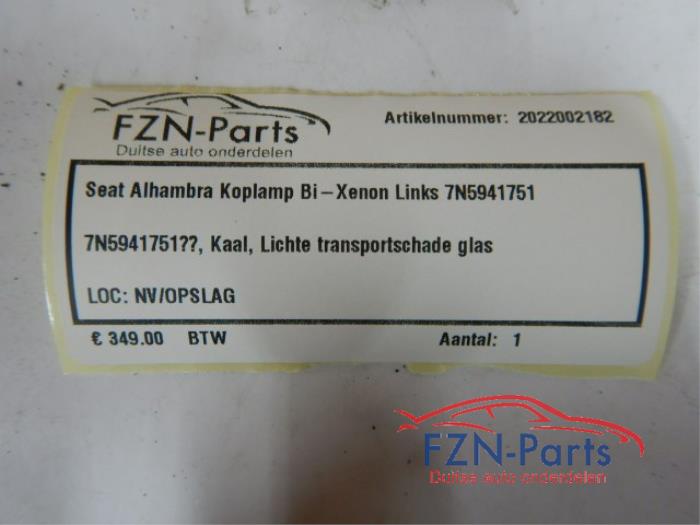 FZN-Parts
Duitse auto onderdelen
Artikelnummer: 2022002182
Seat Alhambra Koplamp Bi-Xenon Links 7N5941751
7N5941751??, Kaal, Lichte transportschade glas
LOC: NV/OPSLAG
€ 349.00 BTW
Aantal: 1
FZN-Parts
Duitse auto onderdelen